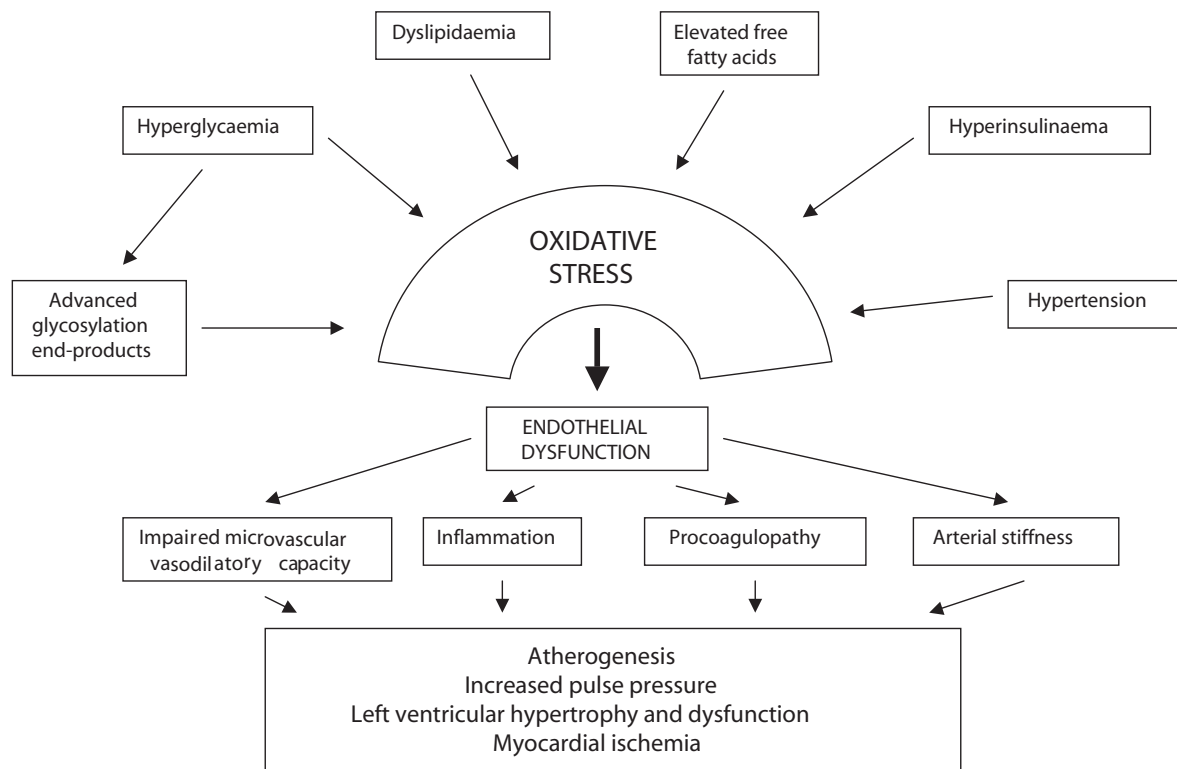 Dyslipidaemia
Elevated free
fatty acids
Hyperglycaemia
Hyperinsulinaema
OXIDATIVE
STRESS
Advanced
glycosylation
end-products
Hypertension
ENDOTHELIAL
DYSFUNCTION
Impaired microvascular
vasodilatory capacity
Inflammation
Procoagulopathy
Arterial stiffness
Atherogenesis
Increased pulse pressure
Left ventricular hypertrophy and dysfunction
Myocardial ischemia